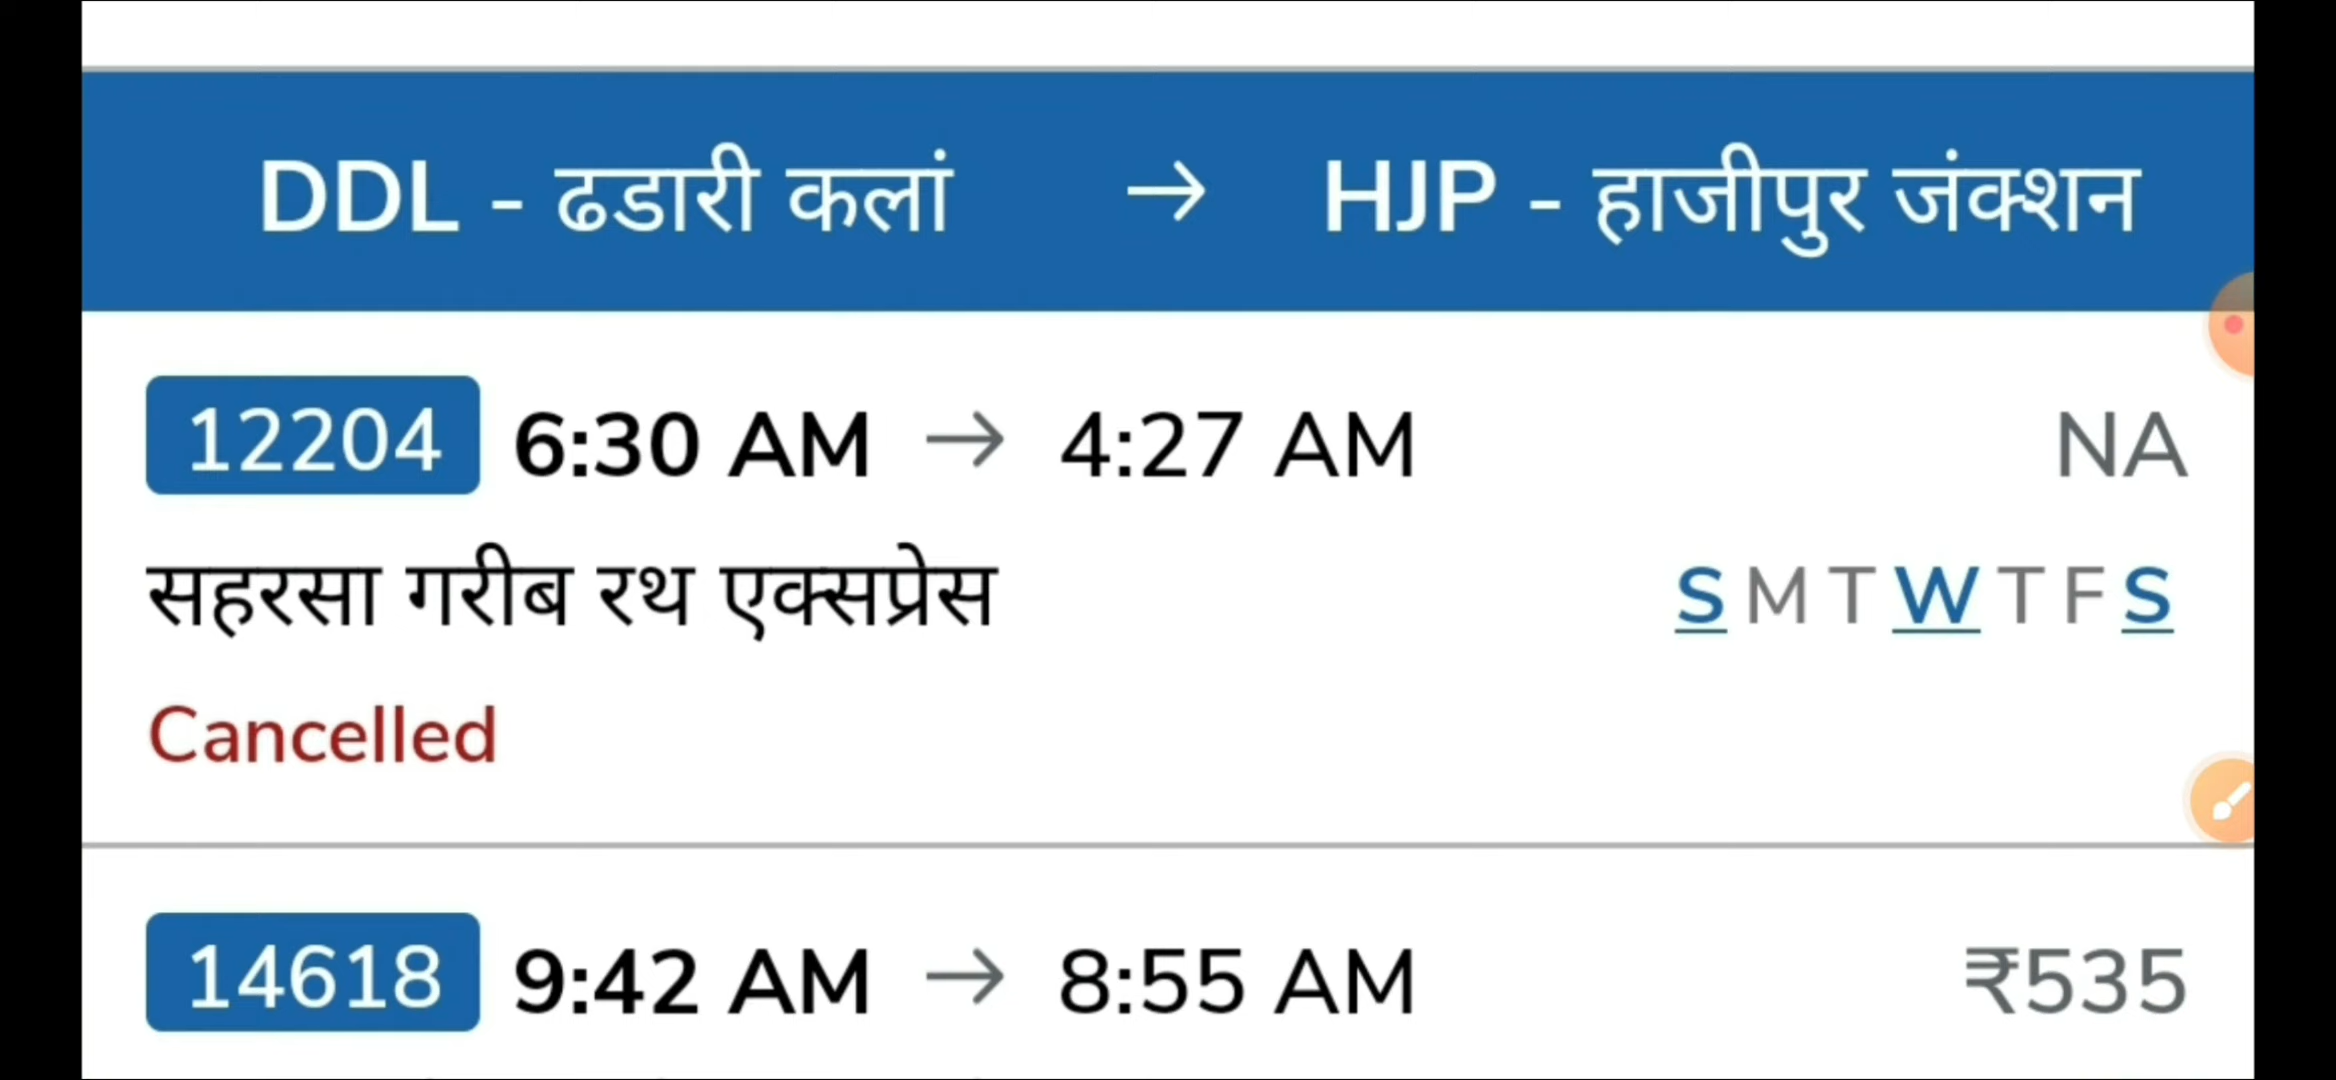 DDL - ढडारी कलां → HJP - हाजीपुर जंक्शन
12204 6:30 AM → 4:27 AM NA
सहरसा गरीब रथ एक्सप्रेस S M T W T F S
Cancelled
14618 9:42 AM → 8:55 AM ₹535